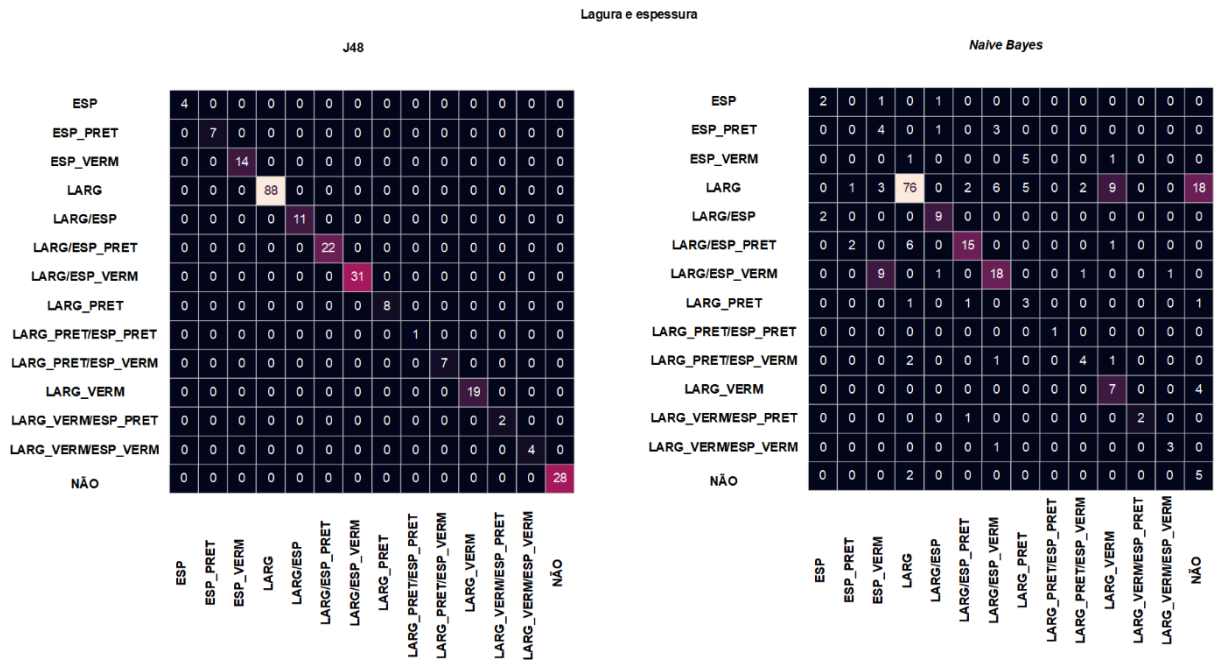 Lagura e espessura
J48
ESP 4 0 0 0 0 0 0 0 0 0 0 0 0 0
ESP_PRET 0 7 0 0 0 0 0 0 0 0 0 0 0 0
ESP_VERM 0 0 14 0 0 0 0 0 0 0 0 0 0 0
LARG 0 0 0 88 0 0 0 0 0 0 0 0 0 0
LARG/ESP 0 0 0 0 11 0 0 0 0 0 0 0 0 0
LARG/ESP_PRET 0 0 0 0 0 22 0 0 0 0 0 0 0 0
LARG/ESP_VERM 0 0 0 0 0 0 31 0 0 0 0 0 0 0
LARG_PRET 0 0 0 0 0 0 0 8 0 0 0 0 0 0
LARG_PRET/ESP_PRET 0 0 0 0 0 0 0 0 1 0 0 0 0 0
LARG_PRET/ESP_VERM 0 0 0 0 0 0 0 0 0 7 0 0 0 0
LARG_VERM 0 0 0 0 0 0 0 0 0 0 19 0 0 0
LARG_VERM/ESP_PRET 0 0 0 0 0 0 0 0 0 0 0 2 0 0
LARG_VERM/ESP_VERM 0 0 0 0 0 0 0 0 0 0 0 0 4 0
NÃO 0 0 0 0 0 0 0 0 0 0 0 0 0 28
ESP
ESP_PRET
ESP_VERM
LARG
LARG/ESP
LARG/ESP_PRET
LARG/ESP_VERM
LARG_PRET
LARG_PRET/ESP_PRET
LARG_PRET/ESP_VERM
LARG_VERM
LARG_VERM/ESP_PRET
LARG_VERM/ESP_VERM
NÃO
Naive Bayes
ESP 2 0 1 0 1 0 0 0 0 0 0 0 0 0
ESP_PRET 0 0 4 0 1 0 3 0 0 0 0 0 0 0
ESP_VERM 0 0 0 1 0 0 0 5 0 0 1 0 0 0
LARG 0 1 3 76 0 2 6 5 0 2 9 0 0 18
LARG/ESP 2 0 0 0 9 0 0 0 0 0 0 0 0 0
LARG/ESP_PRET 0 2 0 6 0 15 0 0 0 0 1 0 0 0
LARG/ESP_VERM 0 0 9 0 1 0 18 0 0 1 0 0 1 0
LARG_PRET 0 0 0 1 0 1 0 3 0 0 0 0 0 1
LARG_PRET/ESP_PRET 0 0 0 0 0 0 0 0 1 0 0 0 0 0
LARG_PRET/ESP_VERM 0 0 0 2 0 0 1 0 0 4 1 0 0 0
LARG_VERM 0 0 0 0 0 0 0 0 0 0 7 0 0 4
LARG_VERM/ESP_PRET 0 0 0 0 0 1 0 0 0 0 0 2 0 0
LARG_VERM/ESP_VERM 0 0 0 0 0 0 1 0 0 0 0 0 3 0
NÃO 0 0 0 2 0 0 0 0 0 0 0 0 0 5
ESP
ESP_PRET
ESP_VERM
LARG
LARG/ESP
LARG/ESP_PRET
LARG/ESP_VERM
LARG_PRET
LARG_PRET/ESP_PRET
LARG_PRET/ESP_VERM
LARG_VERM
LARG_VERM/ESP_PRET
LARG_VERM/ESP_VERM
NÃO